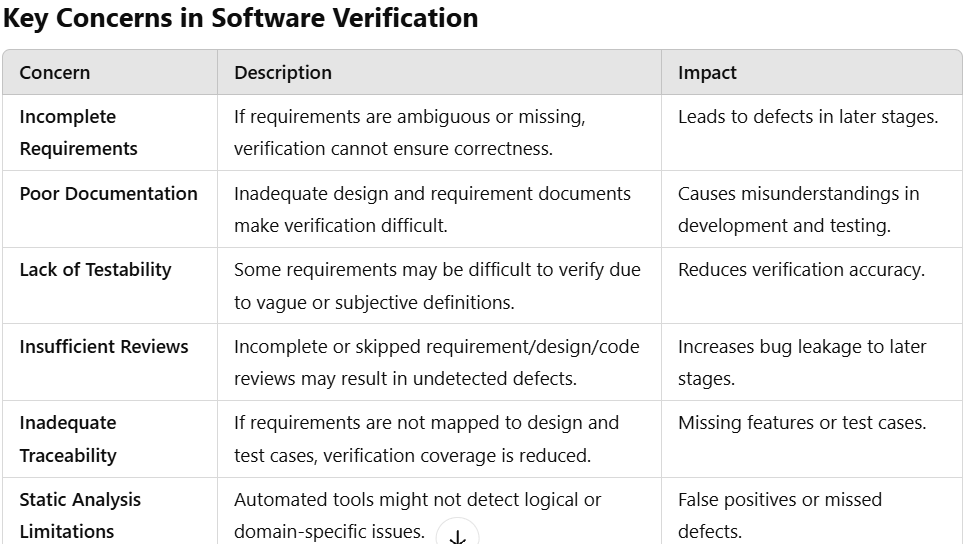 Key Concerns in Software Verification
Concern Description Impact
Incomplete Requirements
If requirements are ambiguous or missing,
verification cannot ensure correctness.
Leads to defects in later stages.
Poor Documentation
Inadequate design and requirement documents
make verification difficult.
Causes misunderstandings in
development and testing.
Lack of Testability
Some requirements may be difficult to verify due
to vague or subjective definitions.
Reduces verification accuracy.
Insufficient Reviews
Incomplete or skipped requirement/design/code
reviews may result in undetected defects.
Increases bug leakage to later
stages.
Inadequate
Traceability
If requirements are not mapped to design and
test cases, verification coverage is reduced.
Missing features or test cases.
Static Analysis
Limitations
Automated tools might not detect logical or
domain-specific issues.
False positives or missed
defects.